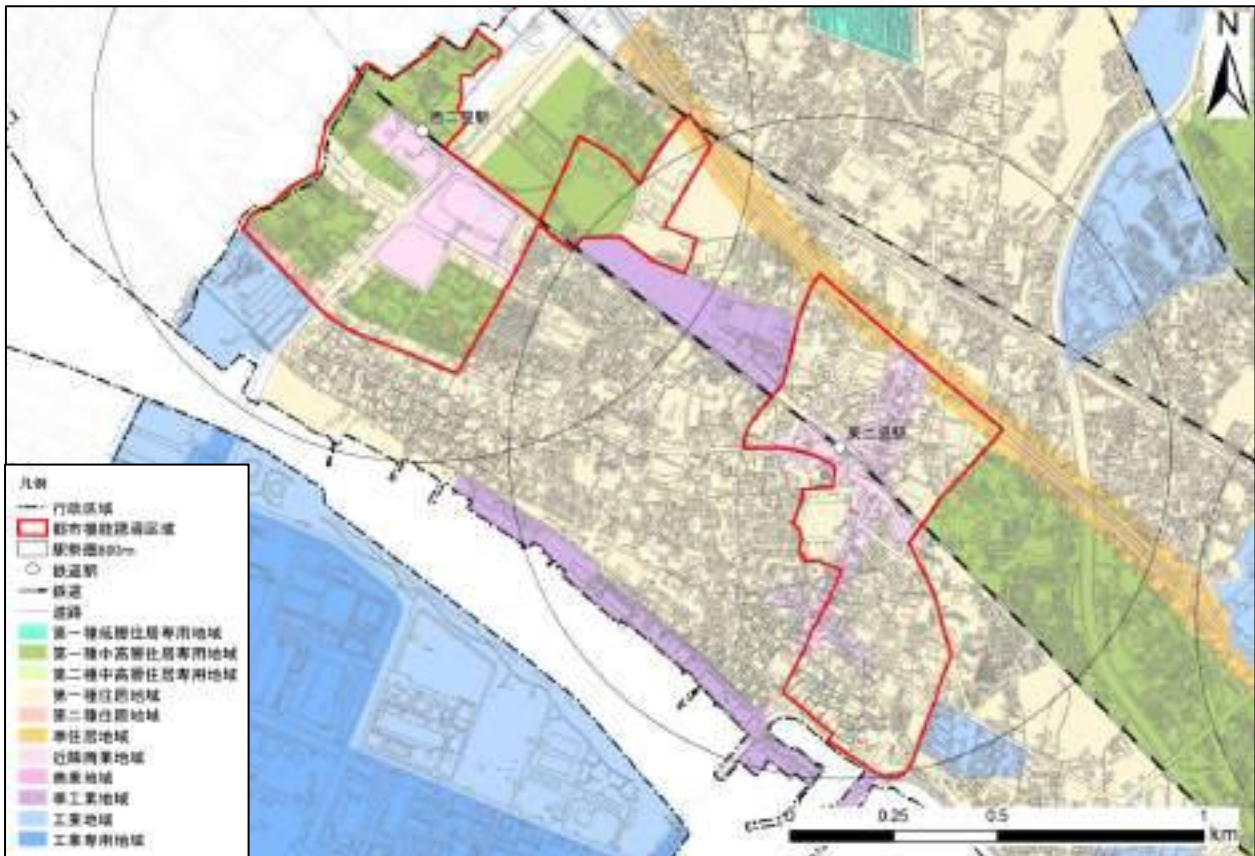 西二見駅
N
東二見駅
凡例
行政区域
都市機能誘導区域
駅勢圏800m
鉄道駅
鉄道
道路
第一種低層住居専用地域
第一種中高層住居専用地域
第二種中高層住居専用地域
第一種住居地域
第二種住居地域
準住居地域
近隣商業地域
商業地域
準工業地域
工業地域
工業専用地域
0 0.25 0.5 1
km